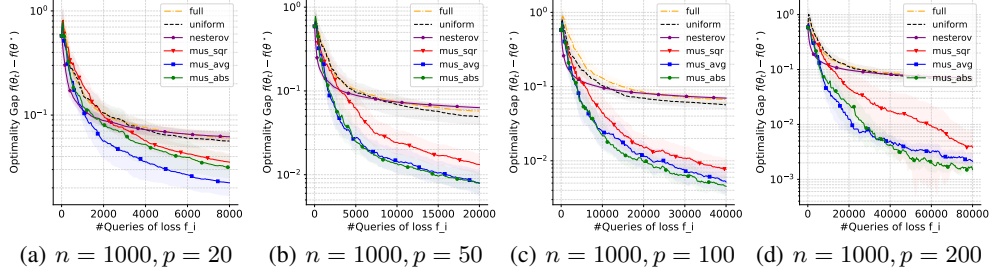 Optimality Gap f(θₜ) − f(θ*)
10⁰
10⁻¹
full
uniform
nesterov
mus_sqr
mus_avg
mus_abs
0 2000 4000 6000 8000
#Queries of loss f_i
(a) n = 1000, p = 20
Optimality Gap f(θₜ) − f(θ*)
10⁰
10⁻¹
10⁻²
full
uniform
nesterov
mus_sqr
mus_avg
mus_abs
0 5000 10000 15000 20000
#Queries of loss f_i
(b) n = 1000, p = 50
Optimality Gap f(θₜ) − f(θ*)
10⁰
10⁻¹
10⁻²
full
uniform
nesterov
mus_sqr
mus_avg
mus_abs
0 10000 20000 30000 40000
#Queries of loss f_i
(c) n = 1000, p = 100
Optimality Gap f(θₜ) − f(θ*)
10⁰
10⁻¹
10⁻²
10⁻³
full
uniform
nesterov
mus_sqr
mus_avg
mus_abs
0 20000 40000 60000 80000
#Queries of loss f_i
(d) n = 1000, p = 200